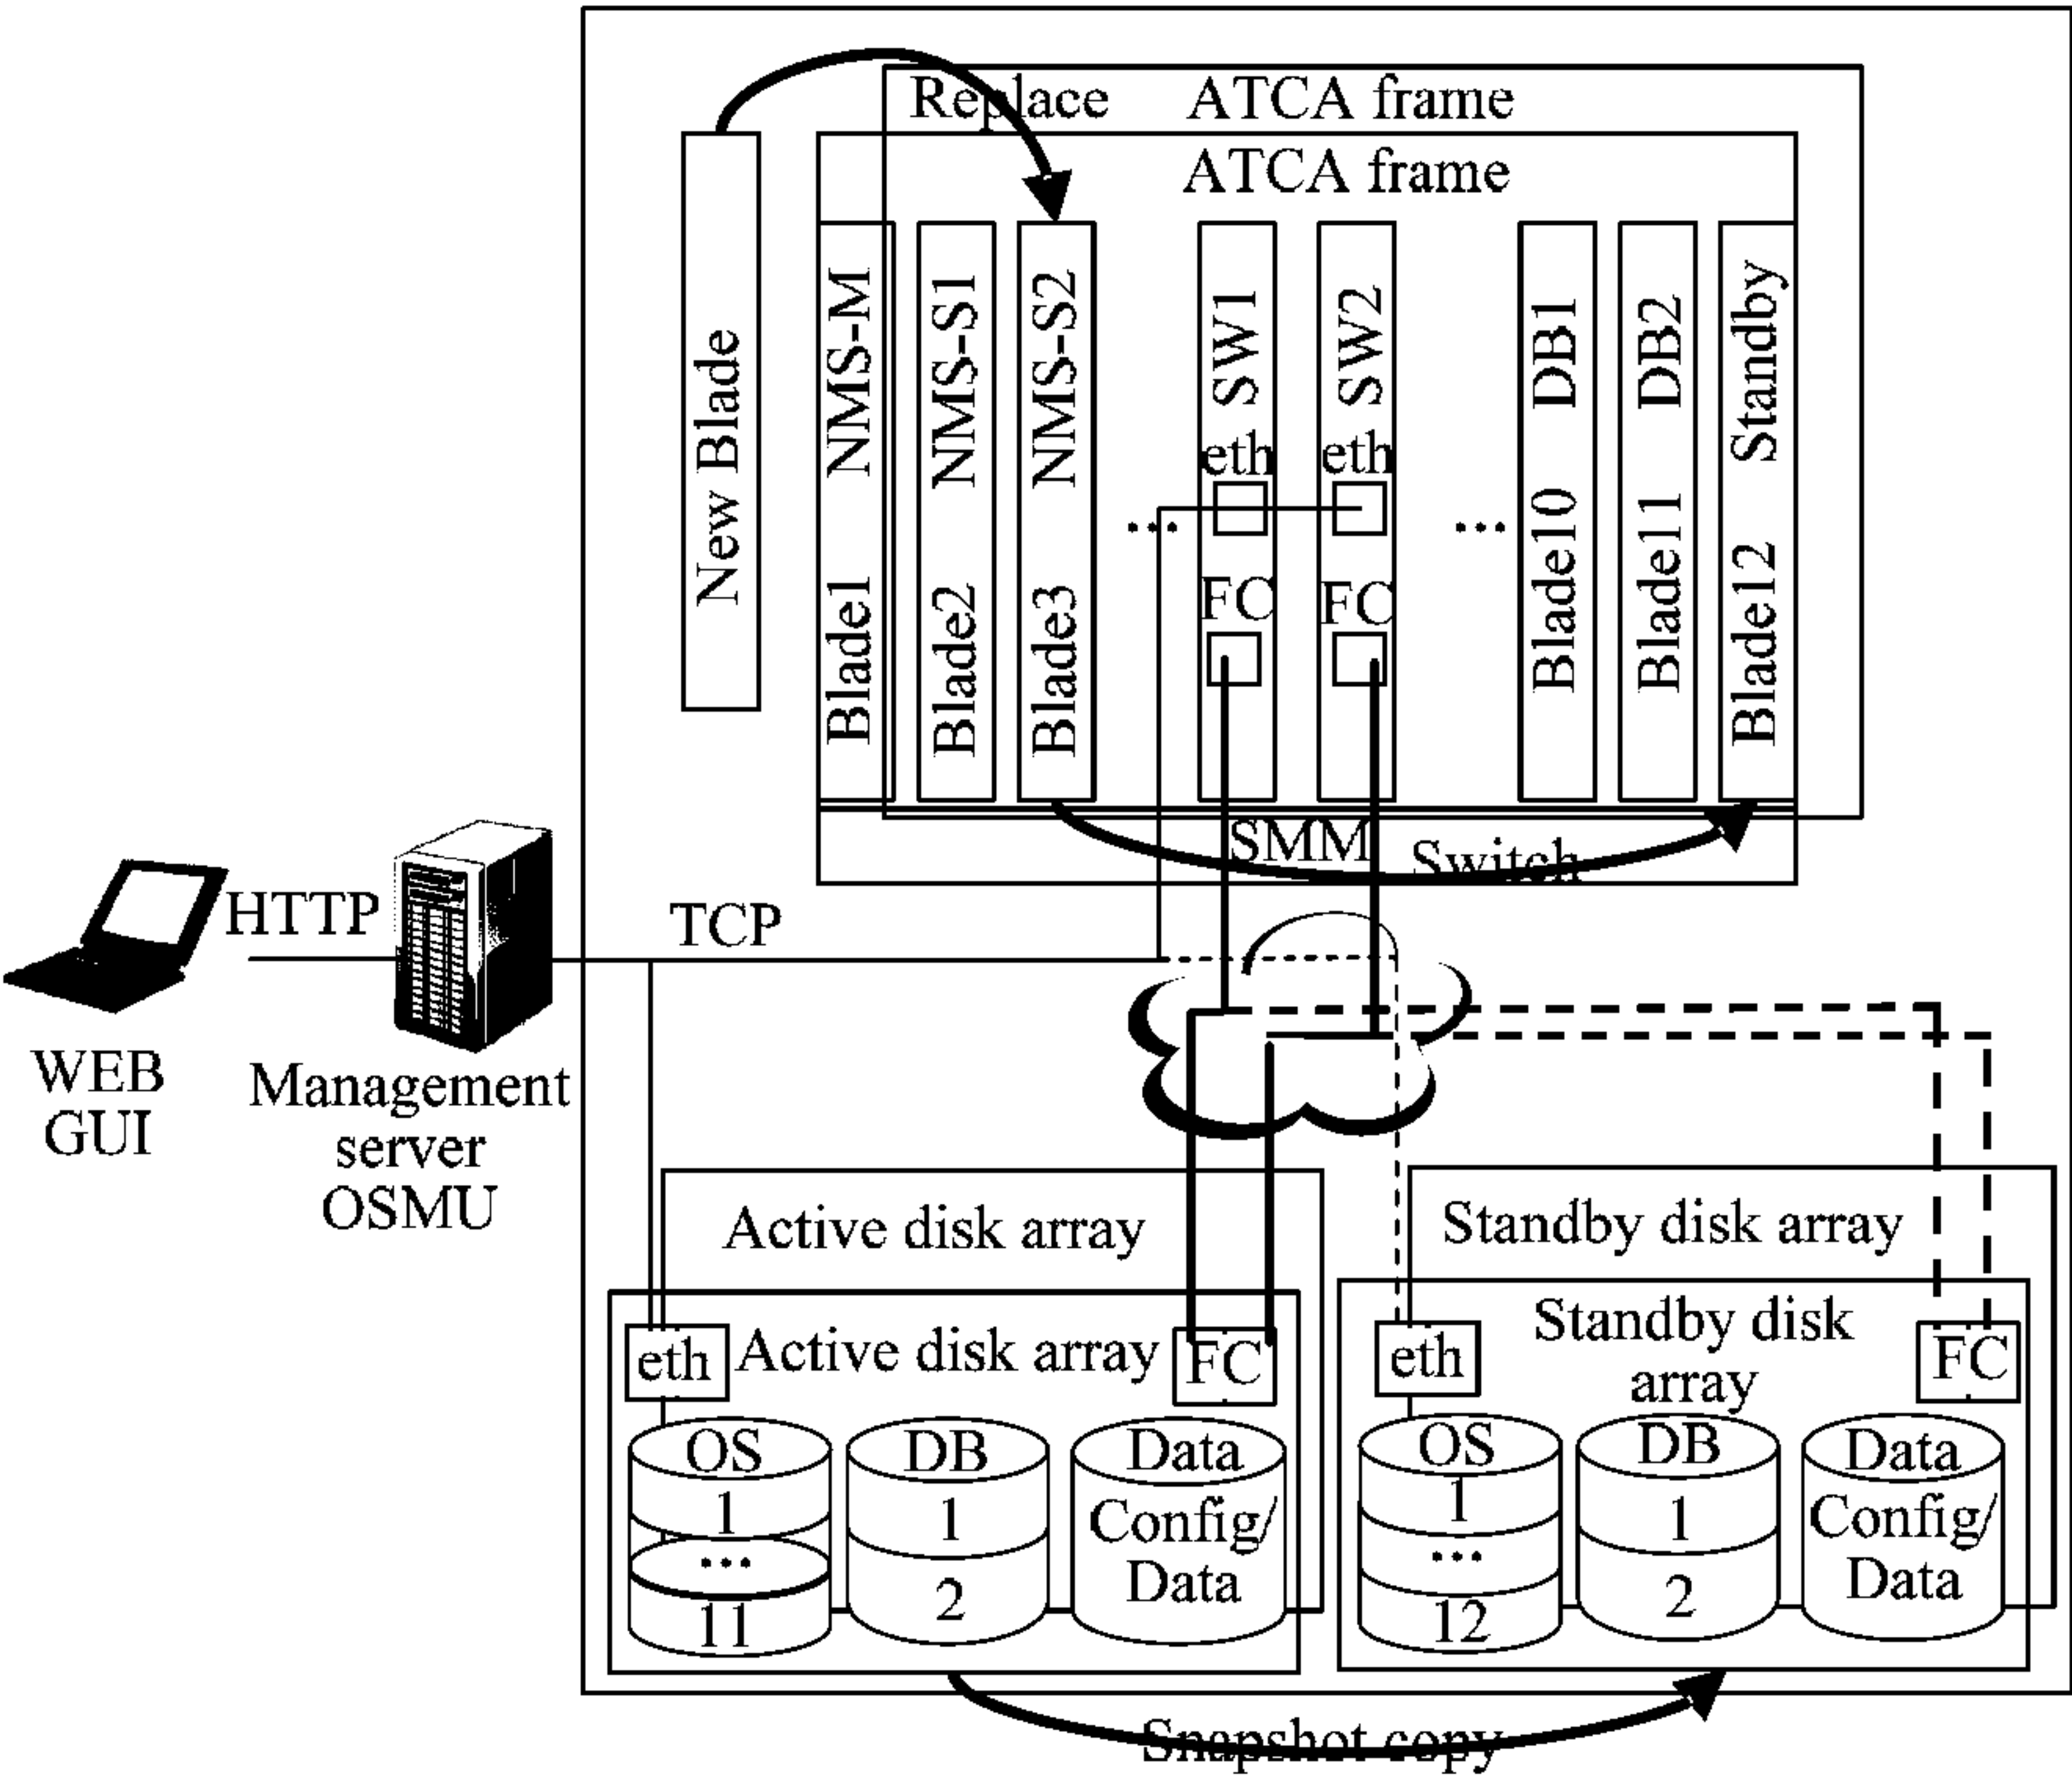 Replace ATCA frame
ATCA frame
New Blade
Blade1 NMS-M
Blade2 NMS-S1
Blade3 NMS-S2
...
SW1
eth
FC
SW2
eth
FC
...
Blade10 DB1
Blade11 DB2
Blade12 Standby
SMM
Switch
HTTP
TCP
WEB
GUI
Management
server
OSMU
Active disk array
Active disk array
eth
FC
OS
1
...
11
DB
1
2
Data
Config/
Data
Standby disk array
Standby disk
array
eth
FC
OS
1
...
12
DB
1
2
Data
Config/
Data
Snapshot copy